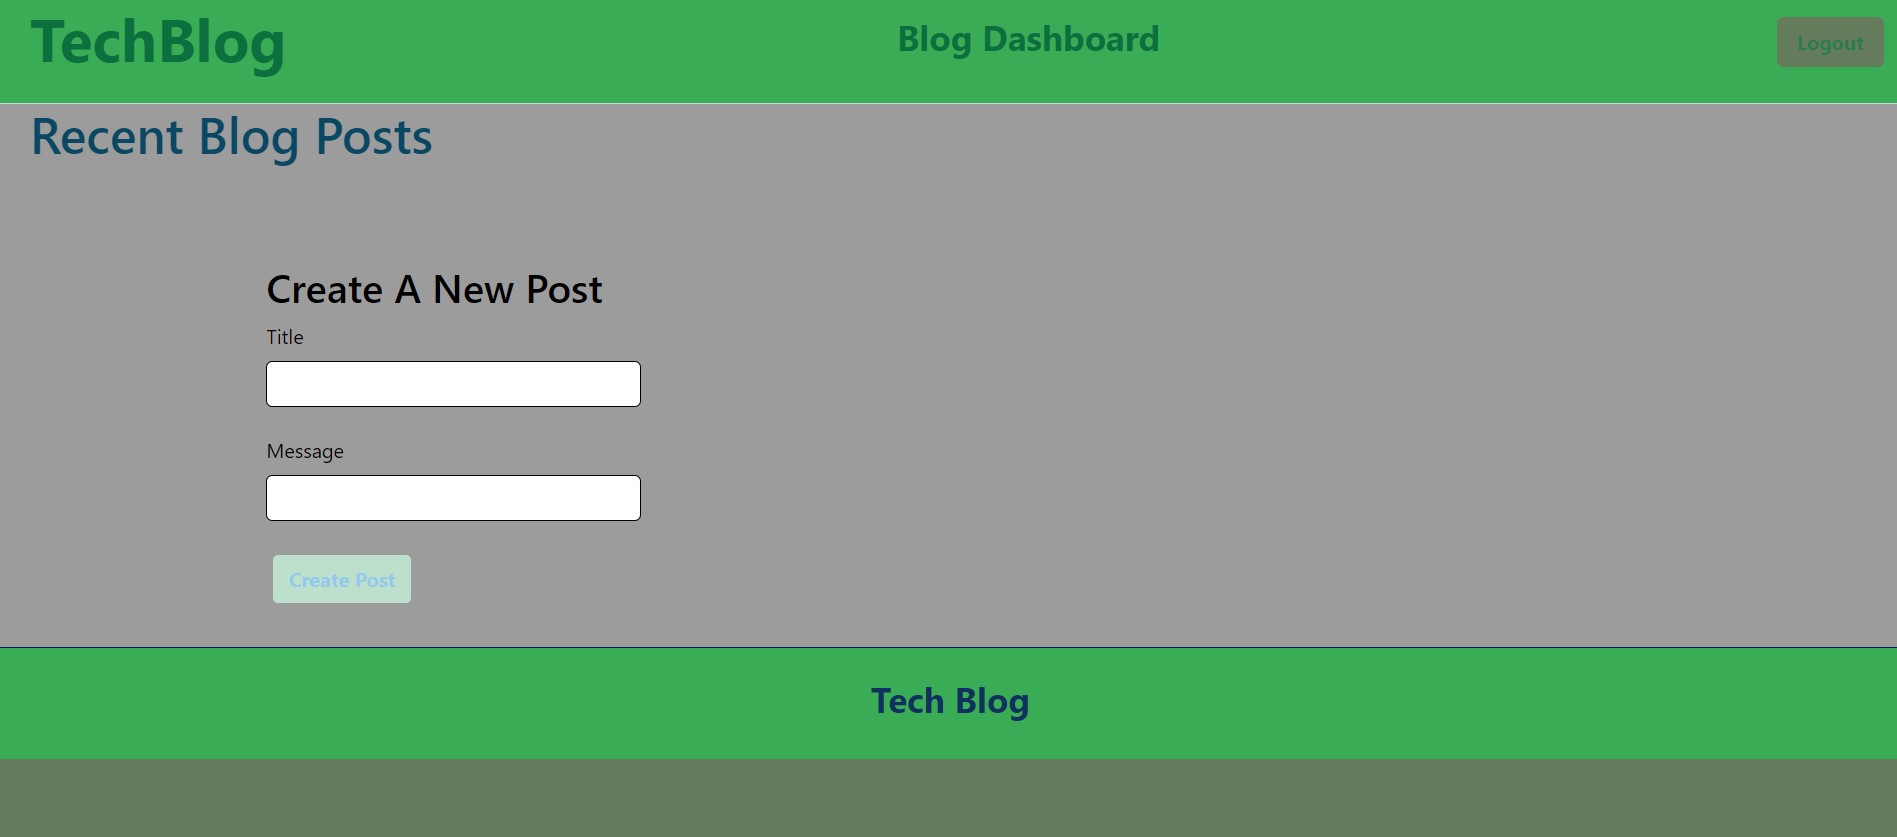 TechBlog
Blog Dashboard
Logout
Recent Blog Posts
Create A New Post
Title
Message
Create Post
Tech Blog